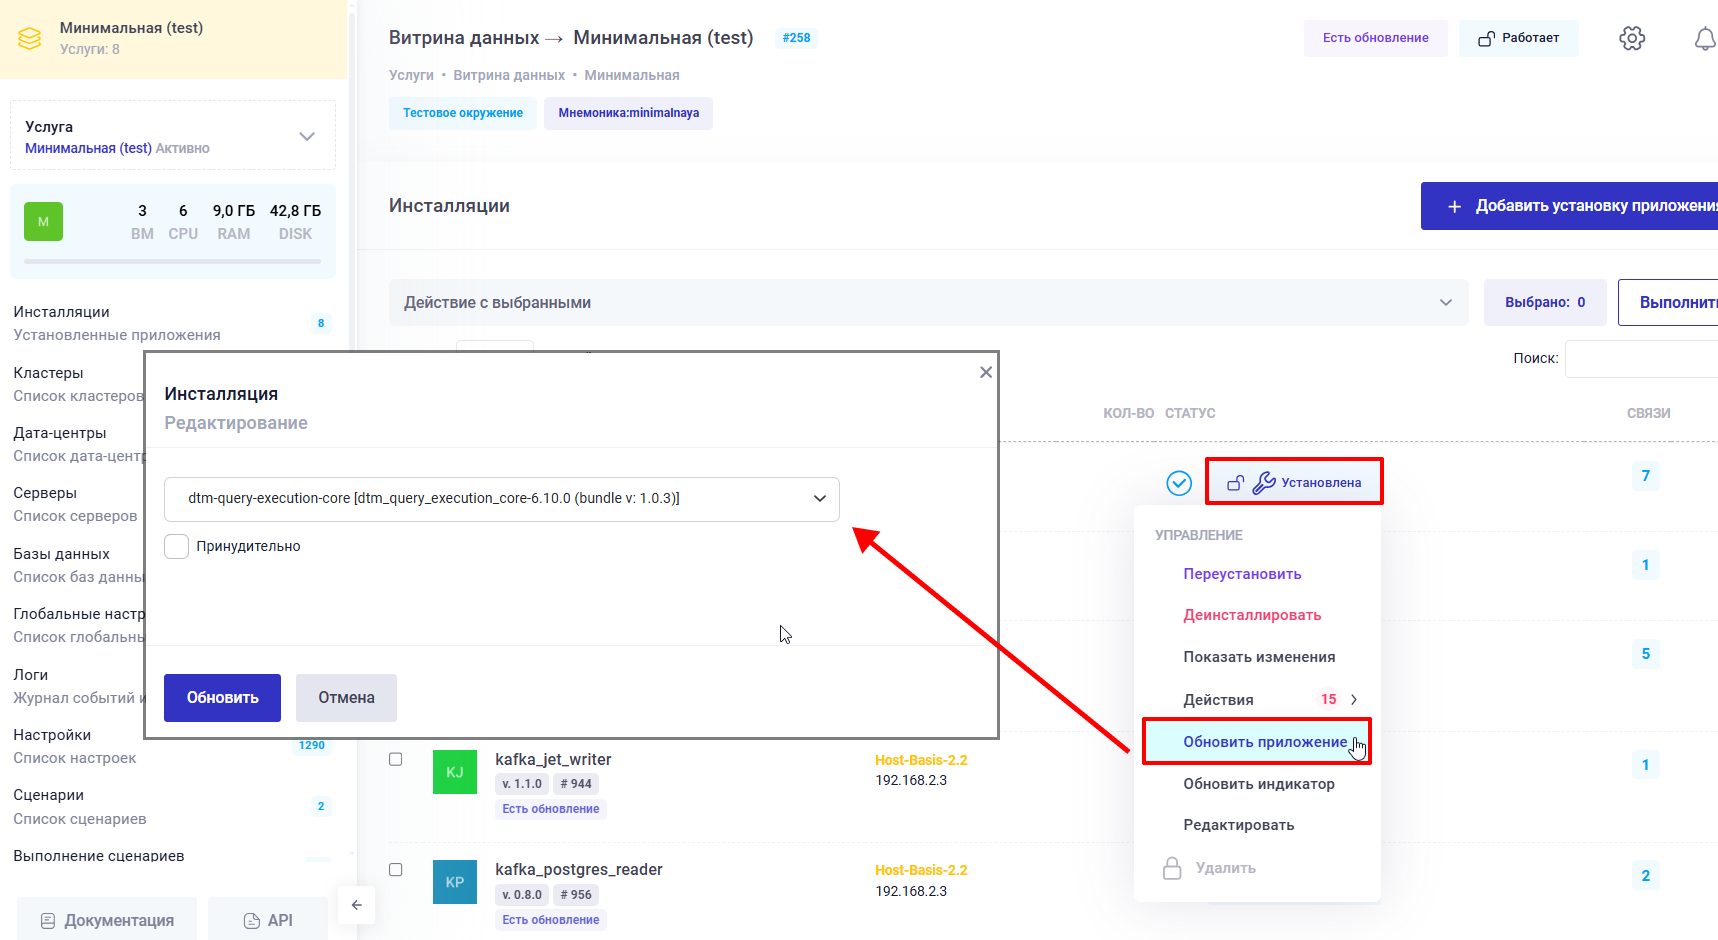 Минимальная (test)
Услуги: 8
Услуга
Минимальная (test) Активно
M
3 6 9,0 ГБ 42,8 ГБ
ВМ CPU RAM DISK
Инсталляции
Установленные приложения
8
Кластеры
Список кластеров
Дата-центры
Список дата-центр
Серверы
Список серверов
Базы данных
Список баз данны
Глобальные настр
Список глобальны
Логи
Журнал событий и
Настройки
Список настроек
1290
Сценарии
Список сценариев
2
Выполнение сценариев
Документация
API
Витрина данных → Минимальная (test) #258
Услуги • Витрина данных • Минимальная
Тестовое окружение Мнемоника:minimalnaya
Есть обновление
Работает
Инсталляции
+ Добавить установку приложения
Действие с выбранными
Выбрано: 0
Выполнить
Поиск:
КОЛ-ВО СТАТУС СВЯЗИ
Установлена
7
1
5
1
2
УПРАВЛЕНИЕ
Переустановить
Деинсталлировать
Показать изменения
Действия 15
Обновить приложение
Обновить индикатор
Редактировать
Удалить
Инсталляция
Редактирование
dtm-query-execution-core [dtm_query_execution_core-6.10.0 (bundle v: 1.0.3)]
Принудительно
Обновить
Отмена
KJ
kafka_jet_writer
v. 1.1.0 # 944
Есть обновление
Host-Basis-2.2
192.168.2.3
KP
kafka_postgres_reader
v. 0.8.0 # 956
Есть обновление
Host-Basis-2.2
192.168.2.3